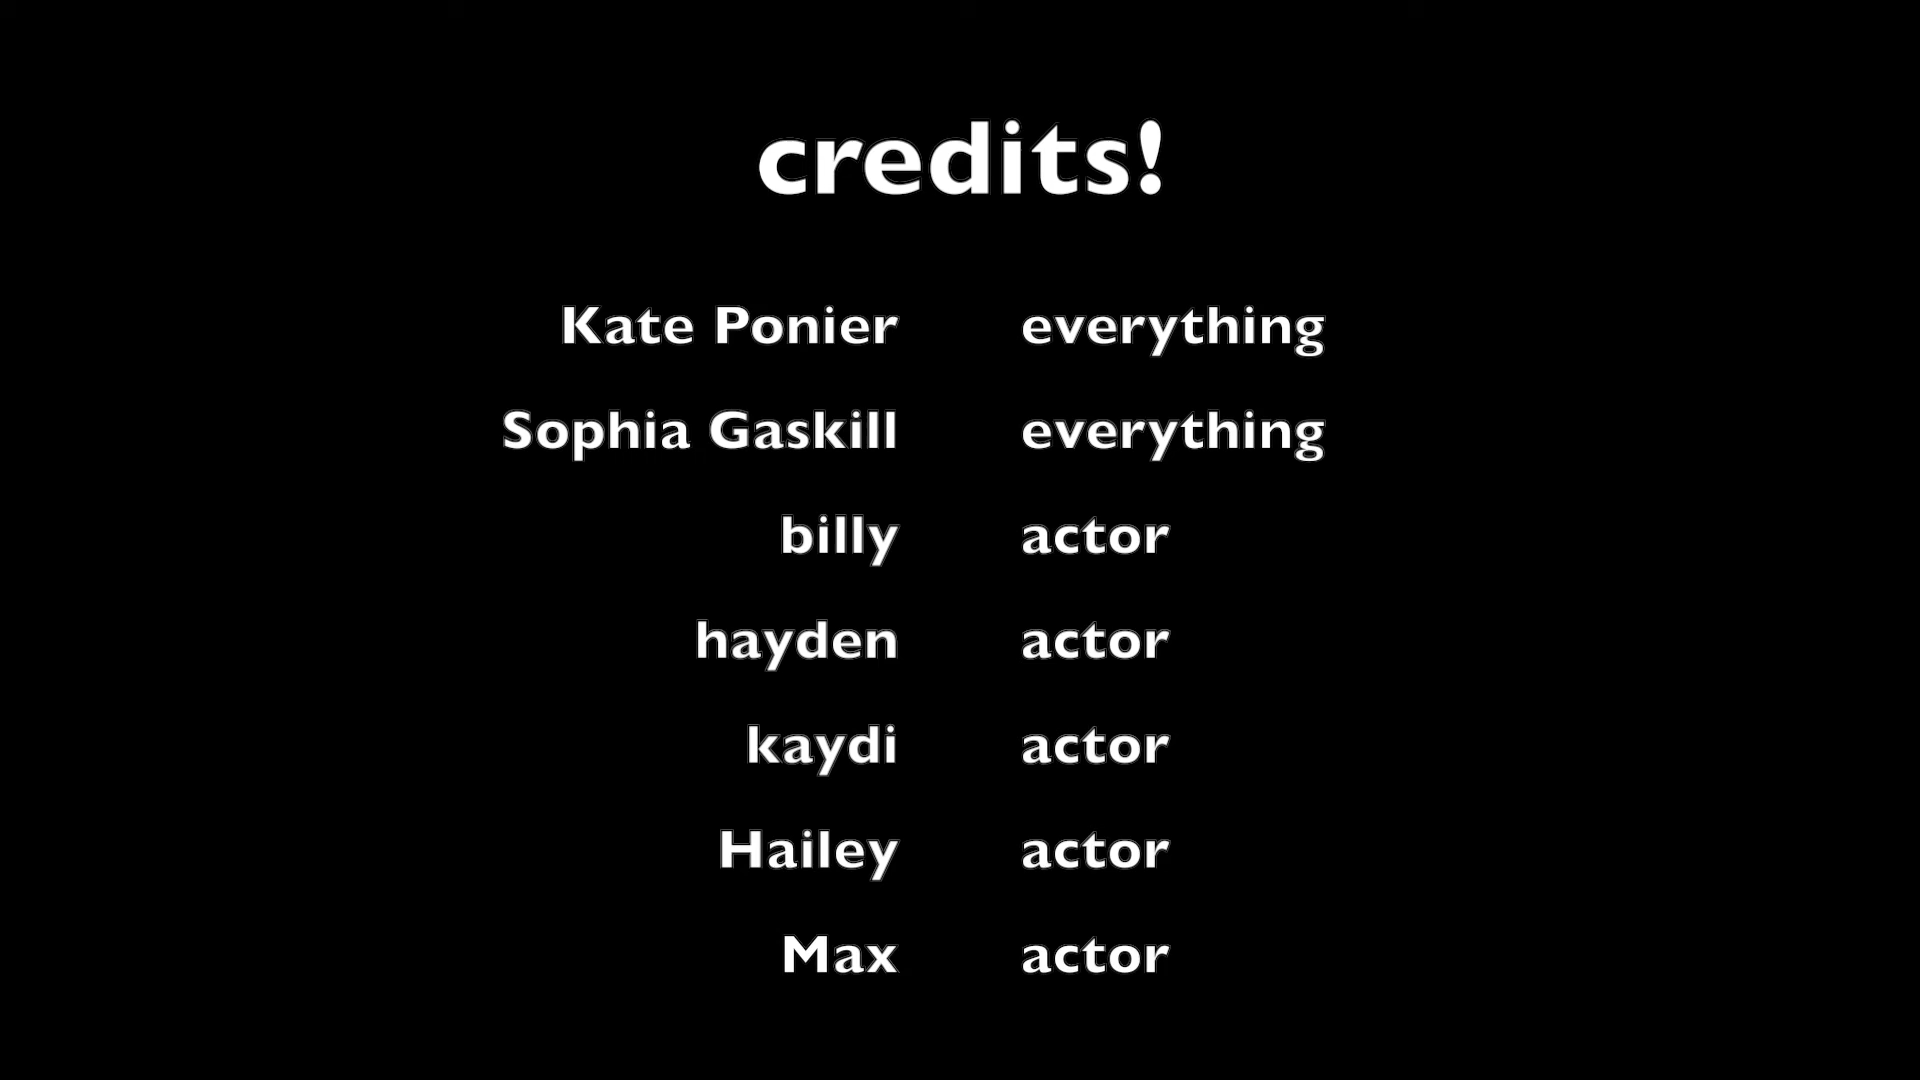 credits!
Kate Ponier everything
Sophia Gaskill everything
billy actor
hayden actor
kaydi actor
Hailey actor
Max actor